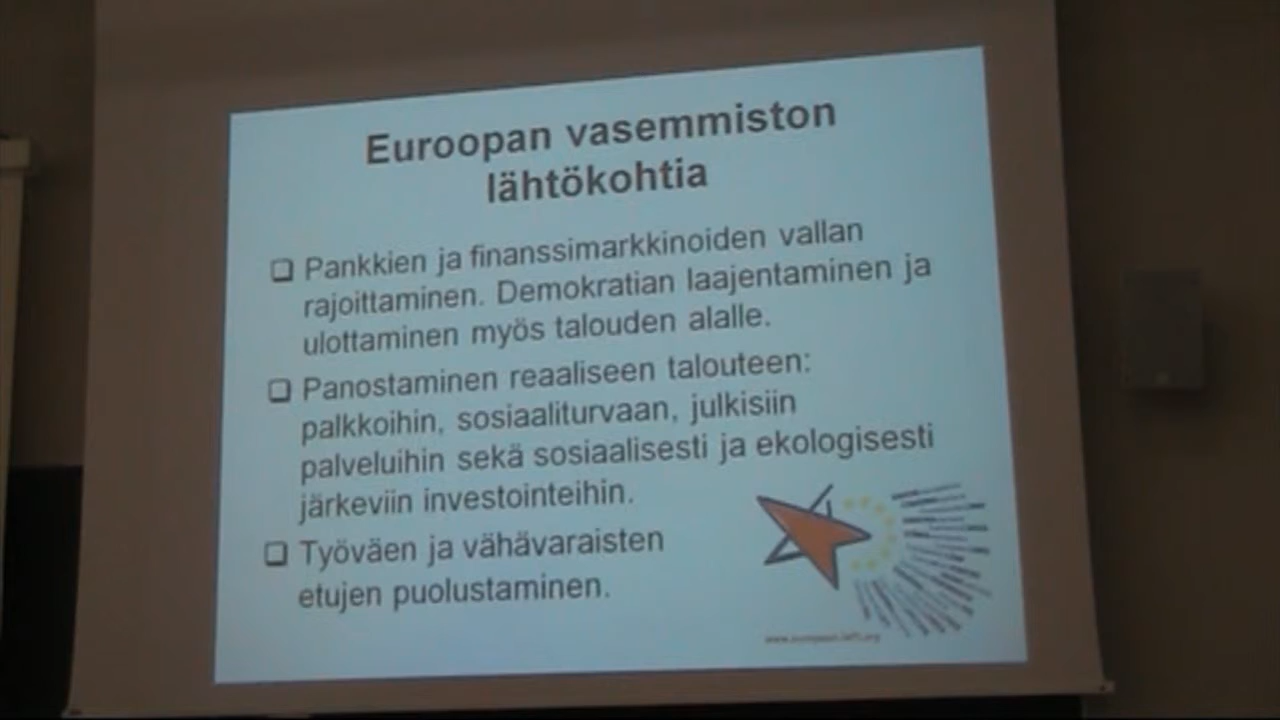 Euroopan vasemmiston
lähtökohtia
❑ Pankkien ja finanssimarkkinoiden vallan
rajoittaminen. Demokratian laajentaminen ja
ulottaminen myös talouden alalle.
❑ Panostaminen reaaliseen talouteen:
palkkoihin, sosiaaliturvaan, julkisiin
palveluihin sekä sosiaalisesti ja ekologisesti
järkeviin investointeihin.
❑ Työväen ja vähävaraisten
etujen puolustaminen.